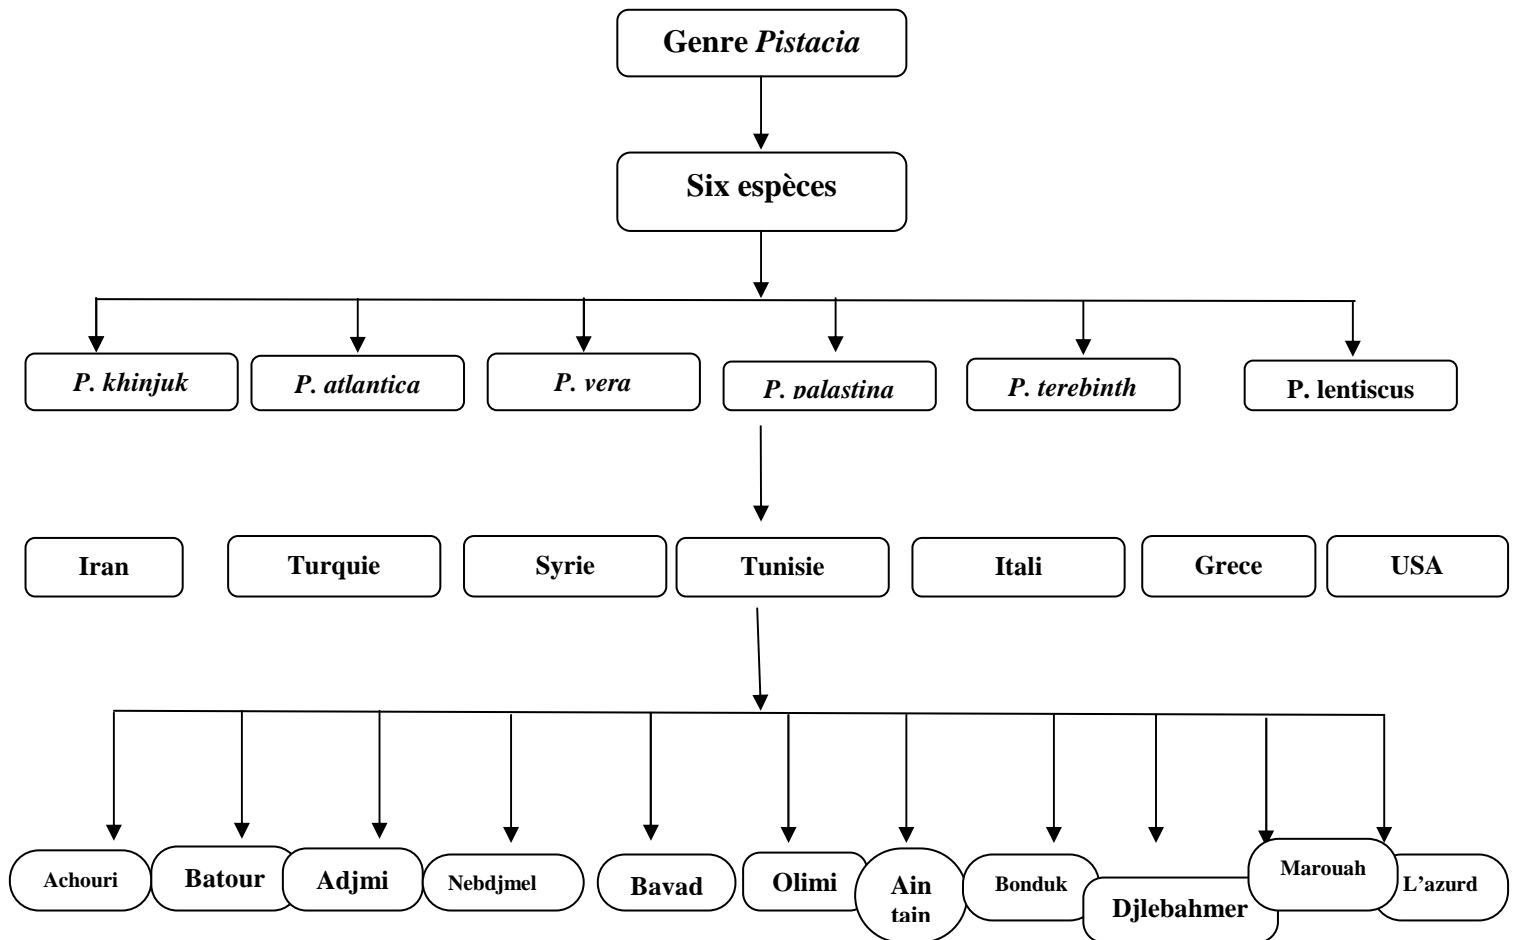 Genre Pistacia
Six espèces
P. khinjuk
P. atlantica
P. vera
P. palastina
P. terebinth
P. lentiscus
Iran
Turquie
Syrie
Tunisie
Itali
Grece
USA
Achouri
Batour
Adjmi
Nebdjmel
Bavad
Olimi
Ain
tain
Bonduk
Djlebahmer
Marouah
L’azurd